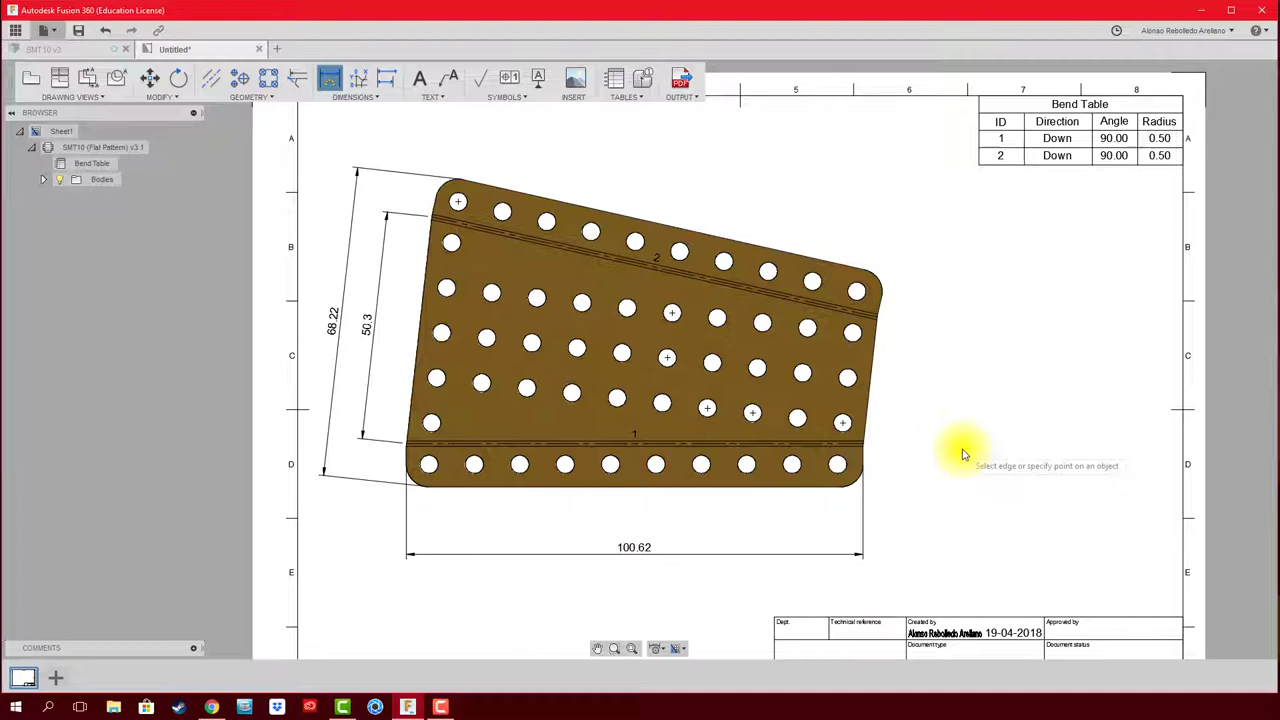 Autodesk Fusion 360 (Education License)
Alonso Rebolledo Arellano
SMT10 v3
Untitled*
DRAWING VIEWS
MODIFY
GEOMETRY
DIMENSIONS
TEXT
SYMBOLS
INSERT
TABLES
OUTPUT
PDF
BROWSER
Sheet1
SMT10 (Flat Pattern) v3:1
Bend Table
Bodies
5 6 7 8
Bend Table
ID Direction Angle Radius
1 Down 90.00 0.50
2 Down 90.00 0.50
A A
B B
C C
D D
E E
2
68.22
50.3
1
100.62
Select edge or specify point on an object
Dept. Technical reference Created by Approved by
Alonso Rebolledo Arellano 19-04-2018
Document type Document status
COMMENTS